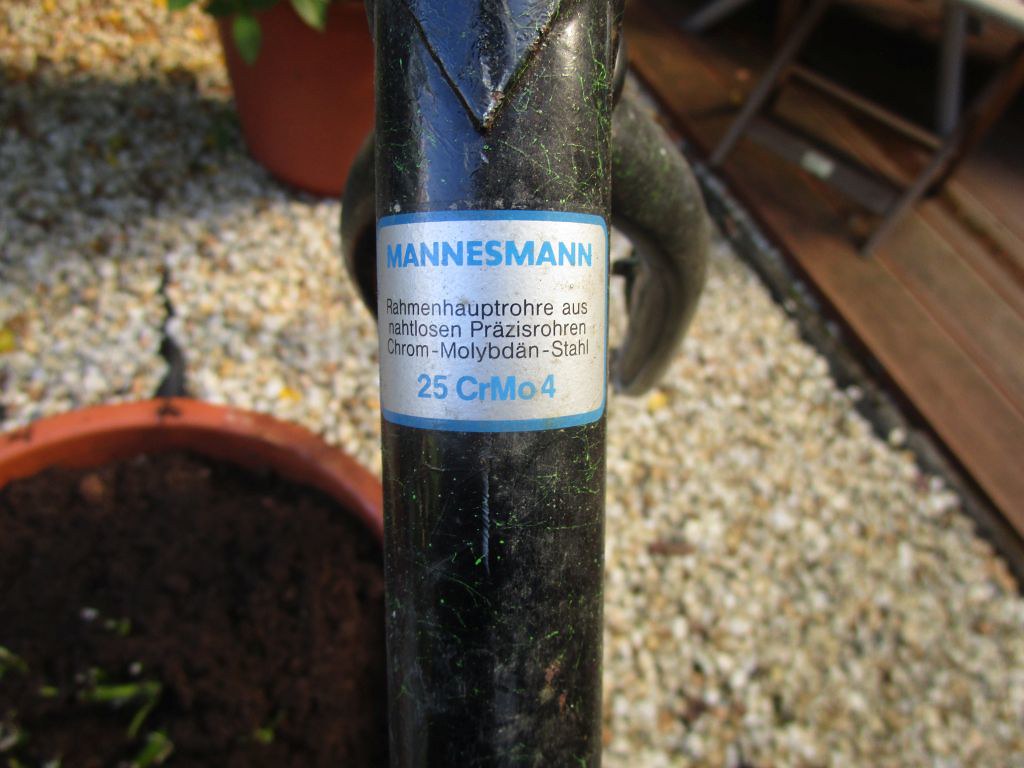 MANNESMANN
Rahmenhauptrohre aus
nahtlosen Präzisrohren
Chrom-Molybdän-Stahl
25 CrMo 4